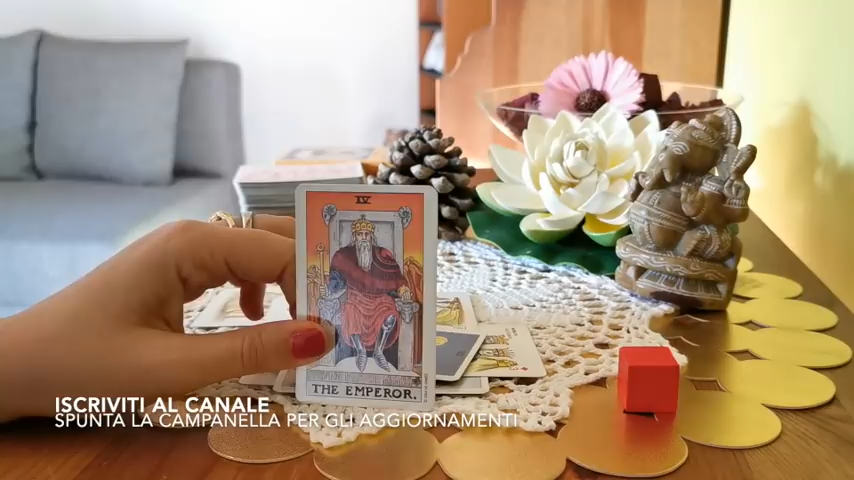 IV
THE EMPEROR.
ISCRIVITI AL CANALE
SPUNTA LA CAMPANELLA PER GLI AGGIORNAMENTI